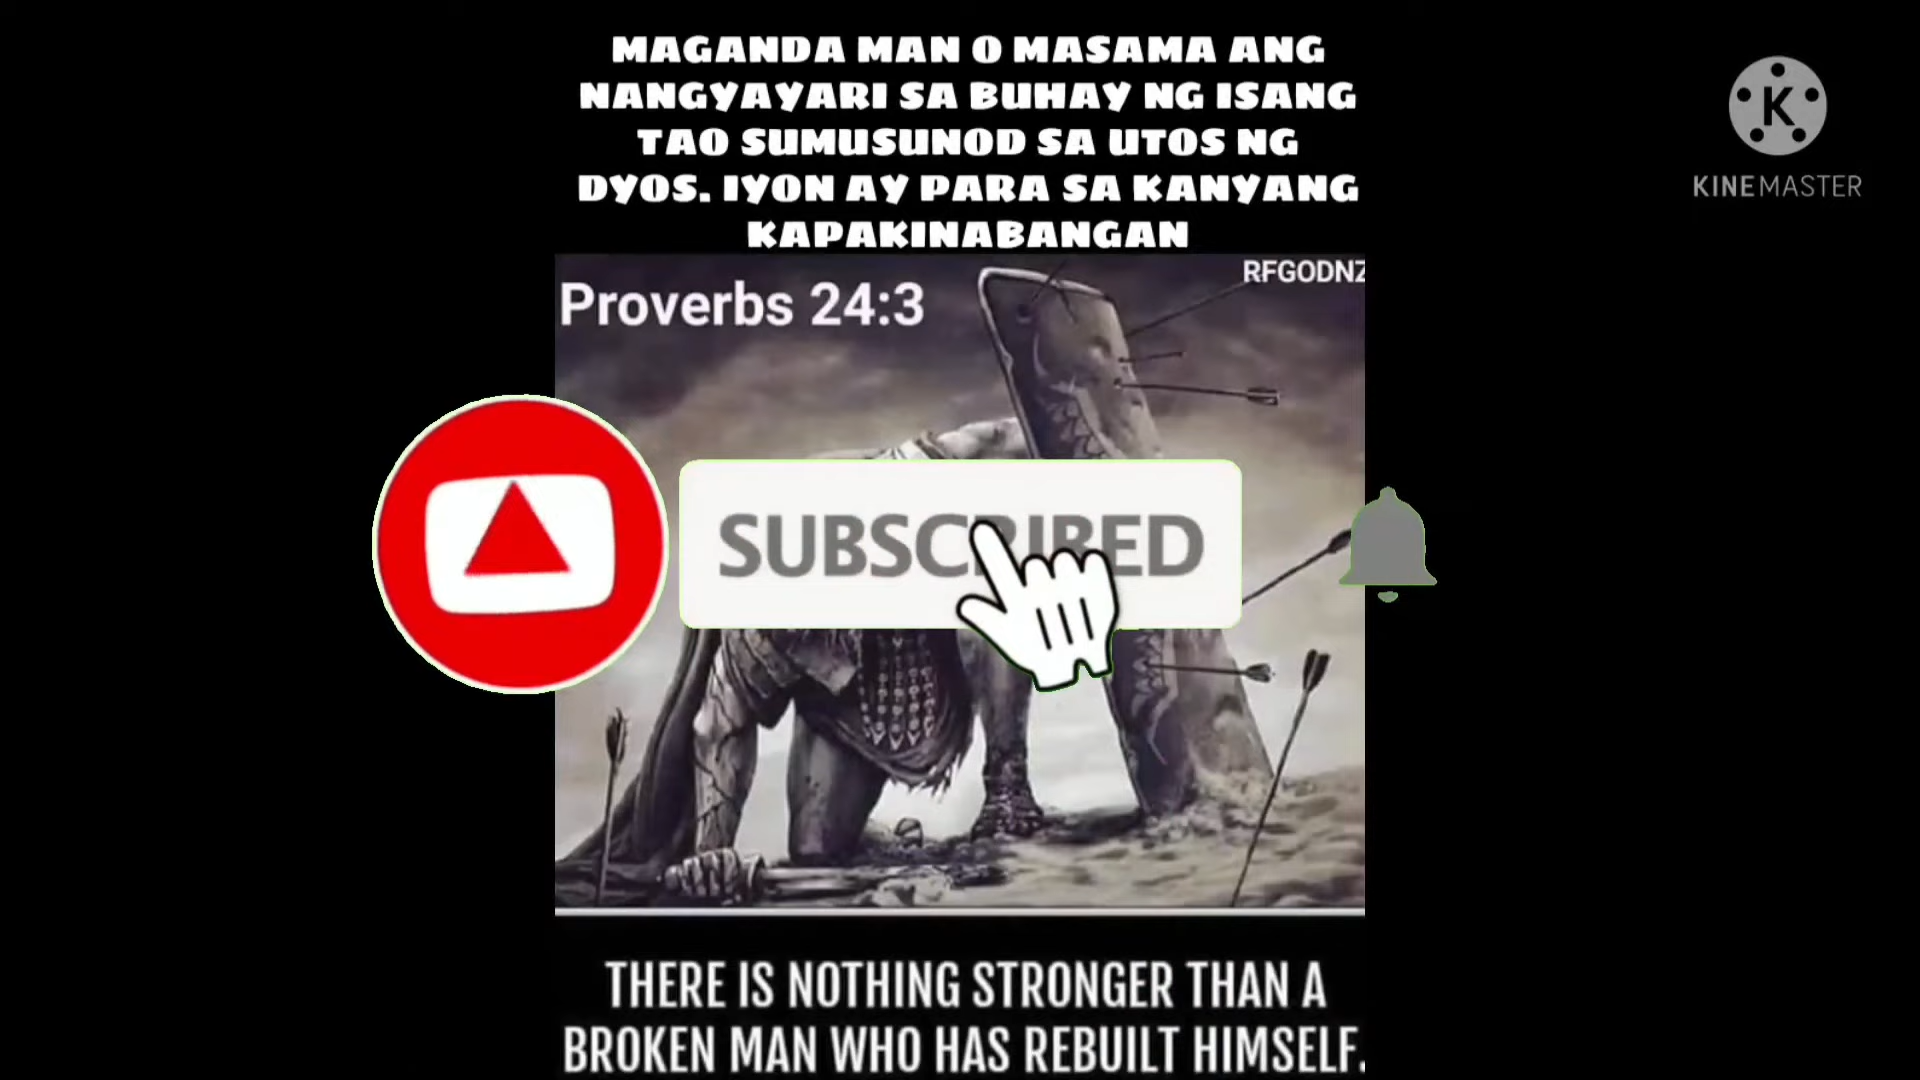 MAGANDA MAN O MASAMA ANG
NANGYAYARI SA BUHAY NG ISANG
TAO SUMUSUNOD SA UTOS NG
DYOS. IYON AY PARA SA KANYANG
KAPAKINABANGAN
K
KINEMASTER
RFGODNZ
Proverbs 24:3
SUBSCRIBED
THERE IS NOTHING STRONGER THAN A
BROKEN MAN WHO HAS REBUILT HIMSELF.